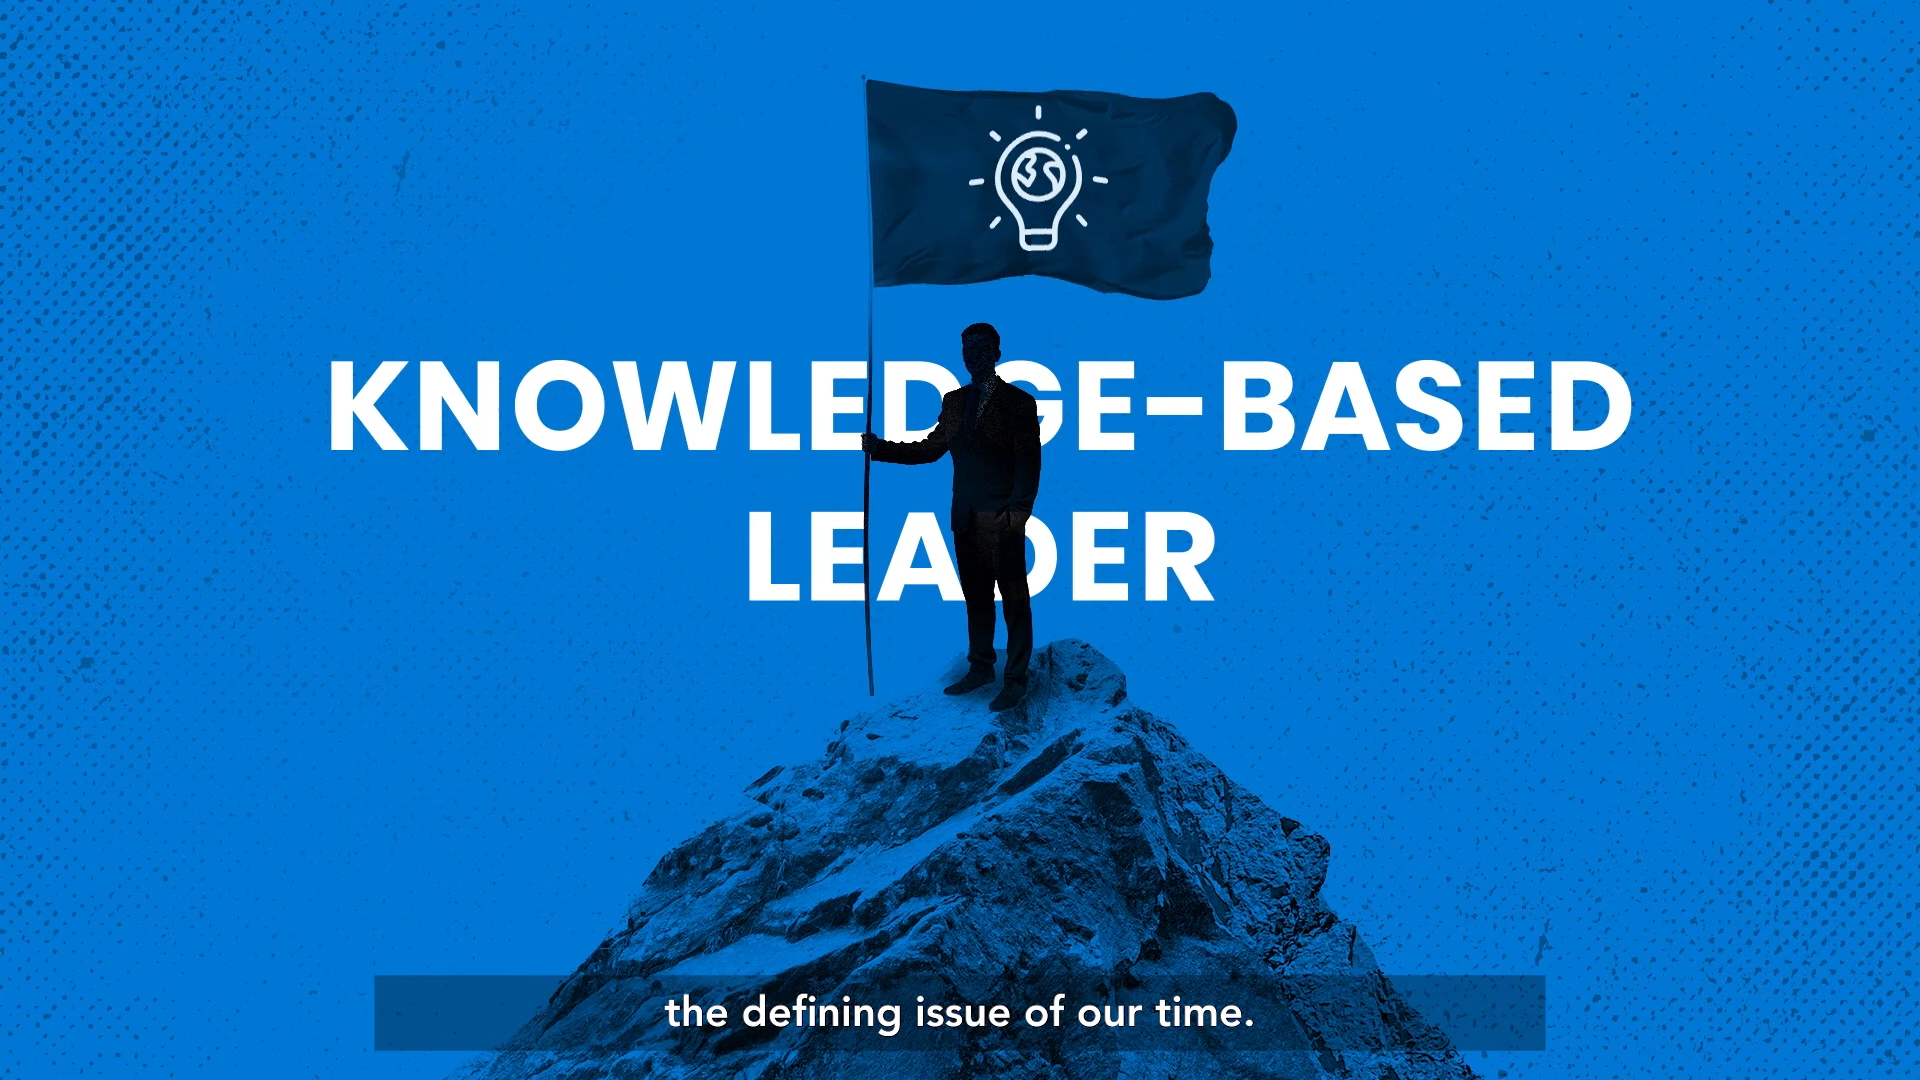 KNOWLEDGE-BASED
LEADER
the defining issue of our time.